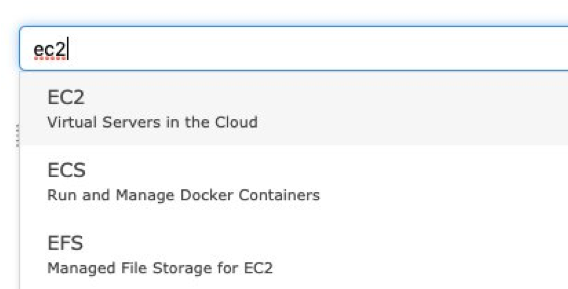 ec2
EC2
Virtual Servers in the Cloud
ECS
Run and Manage Docker Containers
EFS
Managed File Storage for EC2